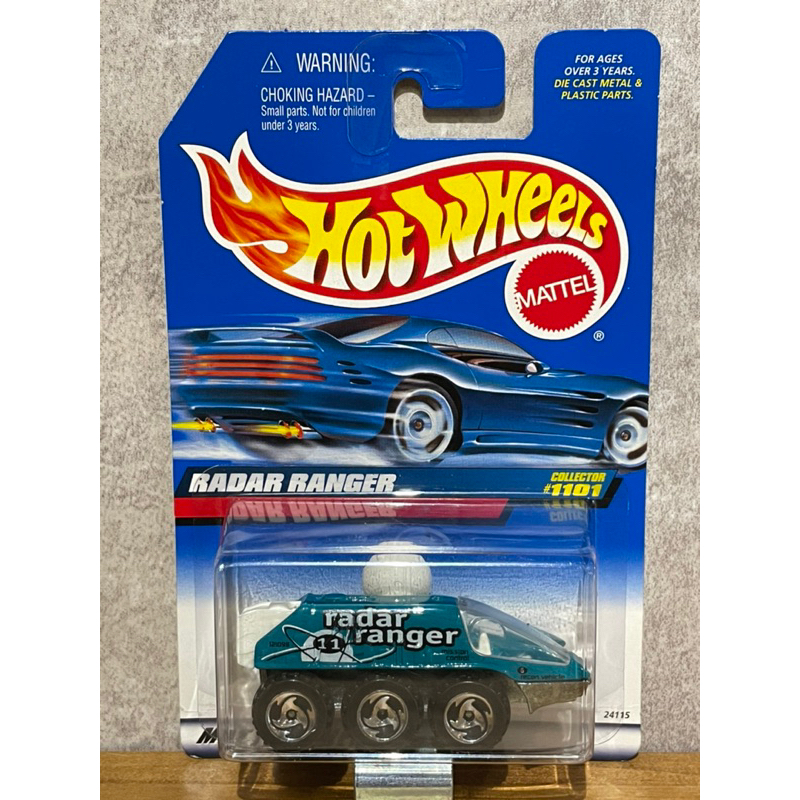 ⚠ WARNING:
CHOKING HAZARD –
Small parts. Not for children
under 3 years.
FOR AGES
OVER 3 YEARS.
DIE CAST METAL &
PLASTIC PARTS.
HOT WHEELS
MATTEL
®
RADAR RANGER
COLLECTOR
#1101
radar
ranger
11
24115